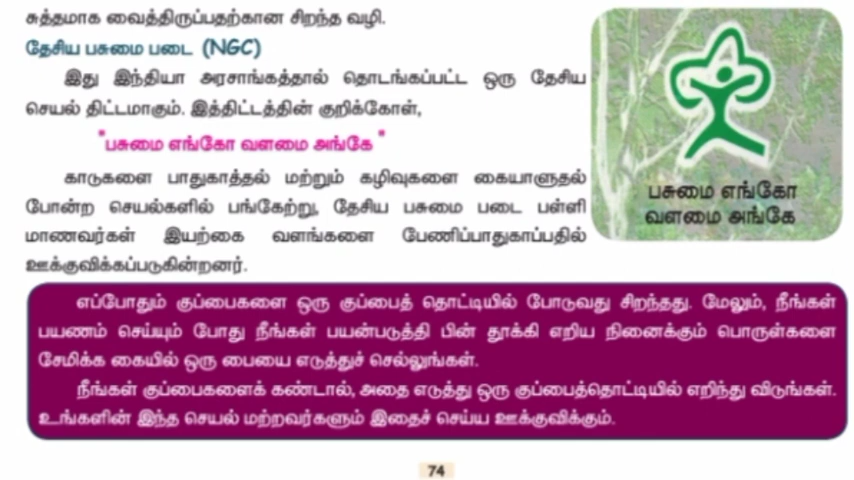 சுத்தமாக வைத்திருப்பதற்கான சிறந்த வழி.
தேசிய பசுமை படை (NGC)
இது இந்தியா அரசாங்கத்தால் தொடங்கப்பட்ட ஒரு தேசிய
செயல் திட்டமாகும். இத்திட்டத்தின் குறிக்கோள்,
"பசுமை எங்கோ வளமை அங்கே "
காடுகளை பாதுகாத்தல் மற்றும் கழிவுகளை கையாளுதல்
போன்ற செயல்களில் பங்கேற்று, தேசிய பசுமை படை பள்ளி
மாணவர்கள் இயற்கை வளங்களை பேணிப்பாதுகாப்பதில்
ஊக்குவிக்கப்படுகின்றனர்.
பசுமை எங்கோ
வளமை அங்கே
எப்போதும் குப்பைகளை ஒரு குப்பைத் தொட்டியில் போடுவது சிறந்தது. மேலும், நீங்கள்
பயணம் செய்யும் போது நீங்கள் பயன்படுத்தி பின் தூக்கி எறிய நினைக்கும் பொருள்களை
சேமிக்க கையில் ஒரு பையை எடுத்துச் செல்லுங்கள்.
நீங்கள் குப்பைகளைக் கண்டால், அதை எடுத்து ஒரு குப்பைத்தொட்டியில் எறிந்து விடுங்கள்.
உங்களின் இந்த செயல் மற்றவர்களும் இதைச் செய்ய ஊக்குவிக்கும்.
74